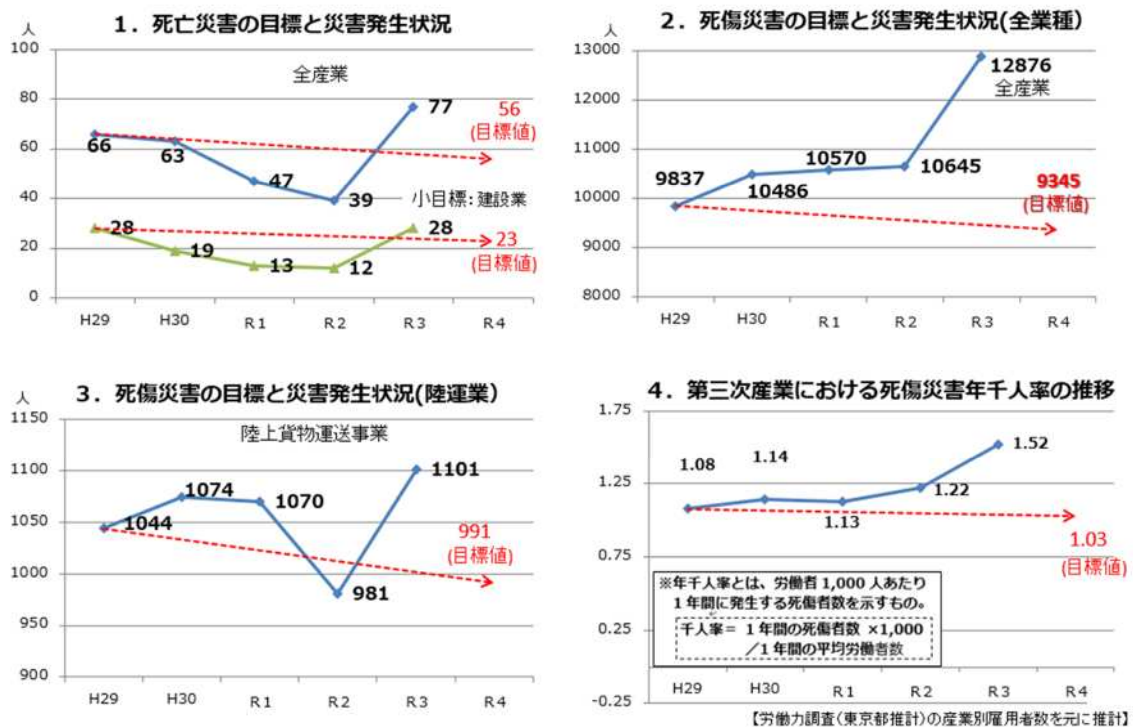 1．死亡災害の目標と災害発生状況
人
100
80
60
40
20
0
全産業
66
63
47
39
77
56
(目標値)
小目標：建設業
28
19
13
12
28
23
(目標値)
H29
H30
R1
R2
R3
R4
2．死傷災害の目標と災害発生状況(全業種）
人
13000
12000
11000
10000
9000
8000
9837
10486
10570
10645
12876
全産業
9345
(目標値)
H29
H30
R1
R2
R3
R4
3．死傷災害の目標と災害発生状況(陸運業）
人
1150
1100
1050
1000
950
900
陸上貨物運送事業
1044
1074
1070
981
1101
991
(目標値)
H29
H30
R1
R2
R3
R4
4．第三次産業における死傷災害年千人率の推移
1.75
1.25
0.75
0.25
-0.25
1.08
1.14
1.13
1.22
1.52
1.03
(目標値)
※年千人率とは、労働者1,000人あたり
1年間に発生する死傷者数を示すもの。
千人率＝ 1年間の死傷者数 ×1,000
／1年間の平均労働者数
H29
H30
R1
R2
R3
R4
【労働力調査（東京都推計）の産業別雇用者数を元に推計】